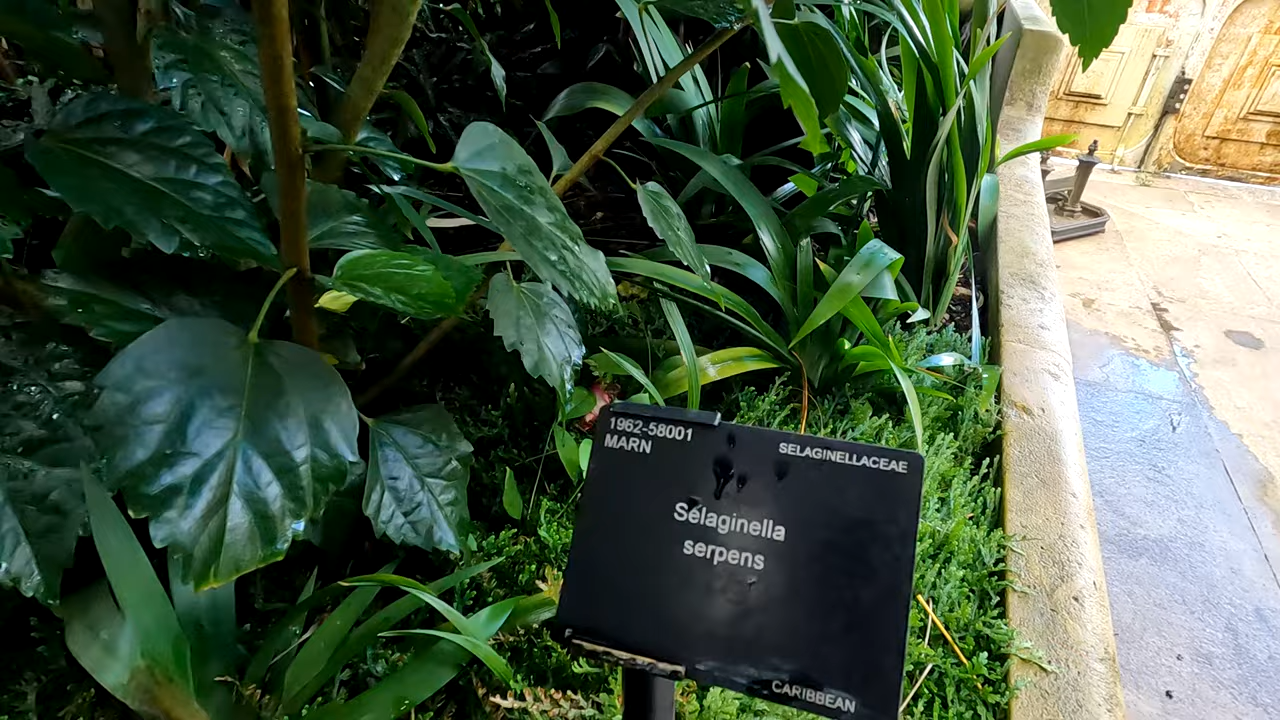 1962-58001
MARN
SELAGINELLACEAE
Selaginella
serpens
CARIBBEAN